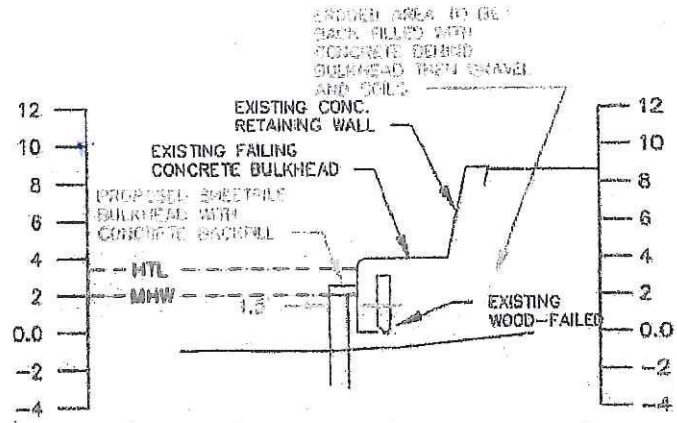 ERODED AREA TO BE
BACK FILLED WITH
CONCRETE BEHIND
BULKHEAD THEN GRAVEL
AND SOILS
EXISTING CONC.
RETAINING WALL
EXISTING FAILING
CONCRETE BULKHEAD
PROPOSED SHEETPILE
BULKHEAD WITH
CONCRETE BACKFILL
HTL
MHW
EXISTING
WOOD-FAILED
12
10
8
6
4
2
0.0
-2
-4
12
10
8
6
4
2
0.0
-2
-4